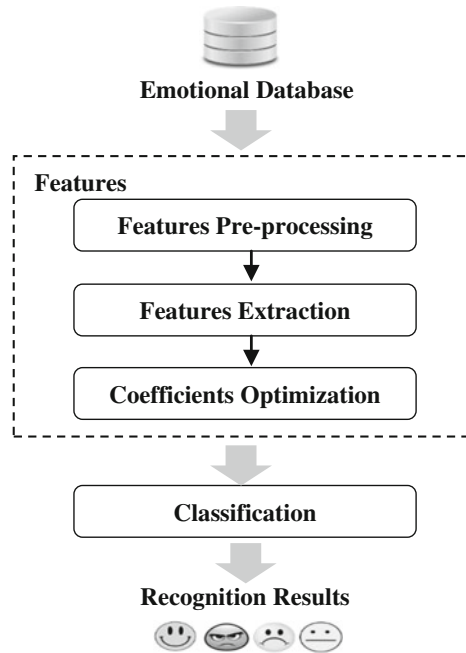 Emotional Database
Features
Features Pre-processing
Features Extraction
Coefficients Optimization
Classification
Recognition Results